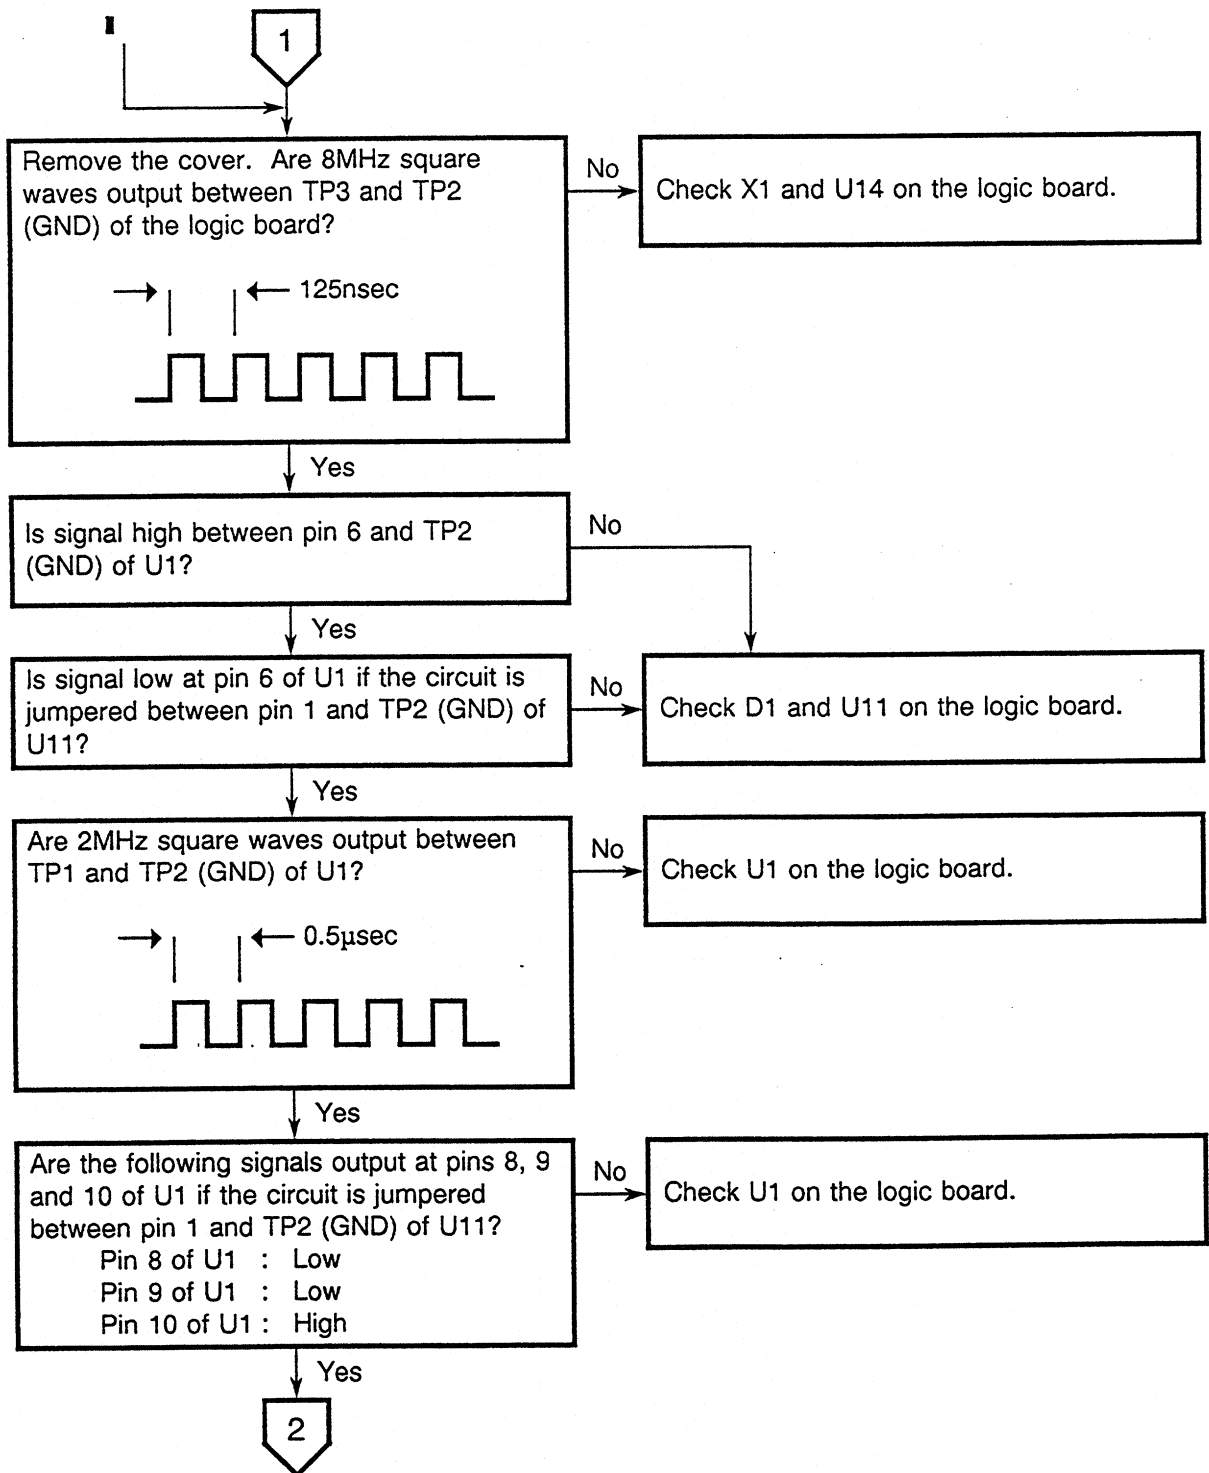 I
1
Remove the cover. Are 8MHz square
waves output between TP3 and TP2
(GND) of the logic board?
125nsec
No
Check X1 and U14 on the logic board.
Yes
Is signal high between pin 6 and TP2
(GND) of U1?
No
Yes
Is signal low at pin 6 of U1 if the circuit is
jumpered between pin 1 and TP2 (GND) of
U11?
No
Check D1 and U11 on the logic board.
Yes
Are 2MHz square waves output between
TP1 and TP2 (GND) of U1?
0.5µsec
No
Check U1 on the logic board.
Yes
Are the following signals output at pins 8, 9
and 10 of U1 if the circuit is jumpered
between pin 1 and TP2 (GND) of U11?
Pin 8 of U1 : Low
Pin 9 of U1 : Low
Pin 10 of U1 : High
No
Check U1 on the logic board.
Yes
2